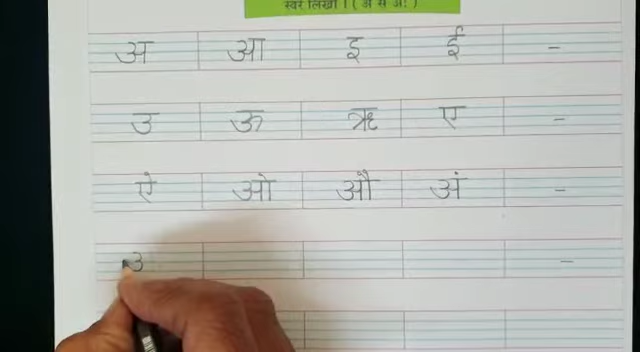 स्वर लिखो । ( अ से अः )
अ आ इ ई -
उ ऊ ऋ ए -
ऐ ओ औ अं -
उ -